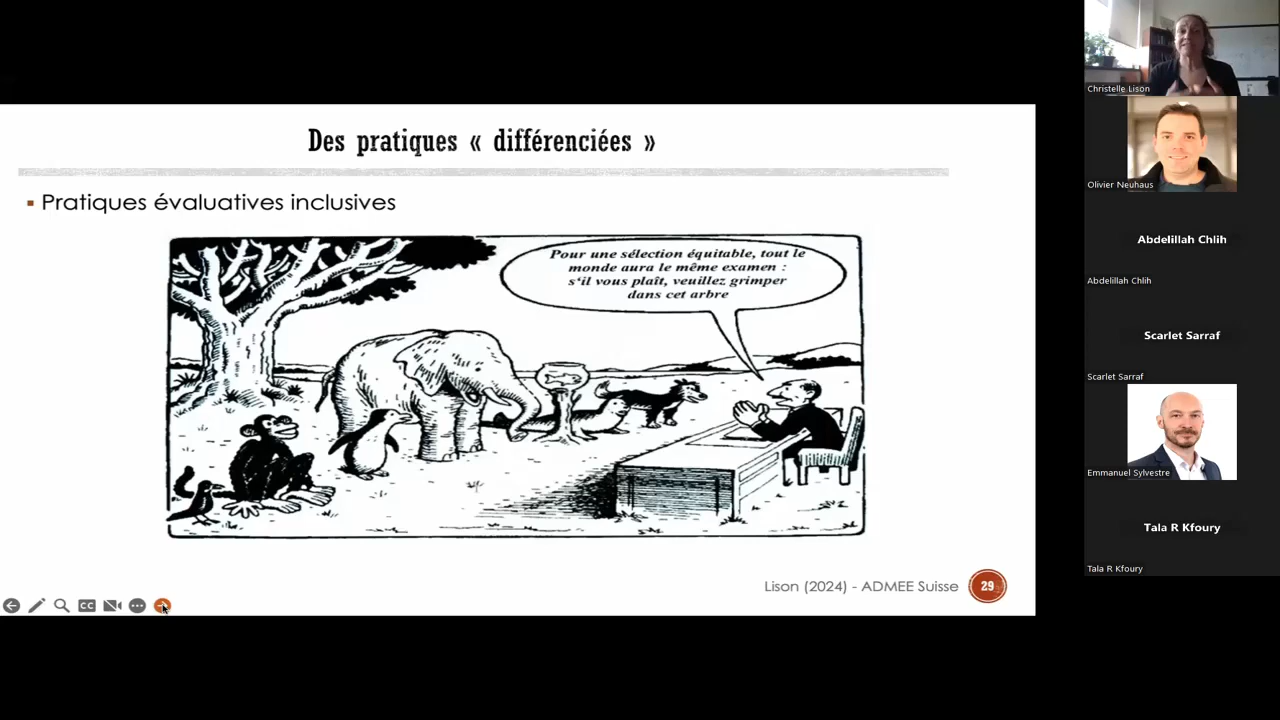 Des pratiques « différenciées »
▪ Pratiques évaluatives inclusives
Pour une sélection équitable, tout le
monde aura le même examen :
s'il vous plaît, veuillez grimper
dans cet arbre
Lison (2024) - ADMEE Suisse
29
CC
Christelle Lison
Olivier Neuhaus
Abdelillah Chlih
Abdelillah Chlih
Scarlet Sarraf
Scarlet Sarraf
Emmanuel Sylvestre
Tala R Kfoury
Tala R Kfoury